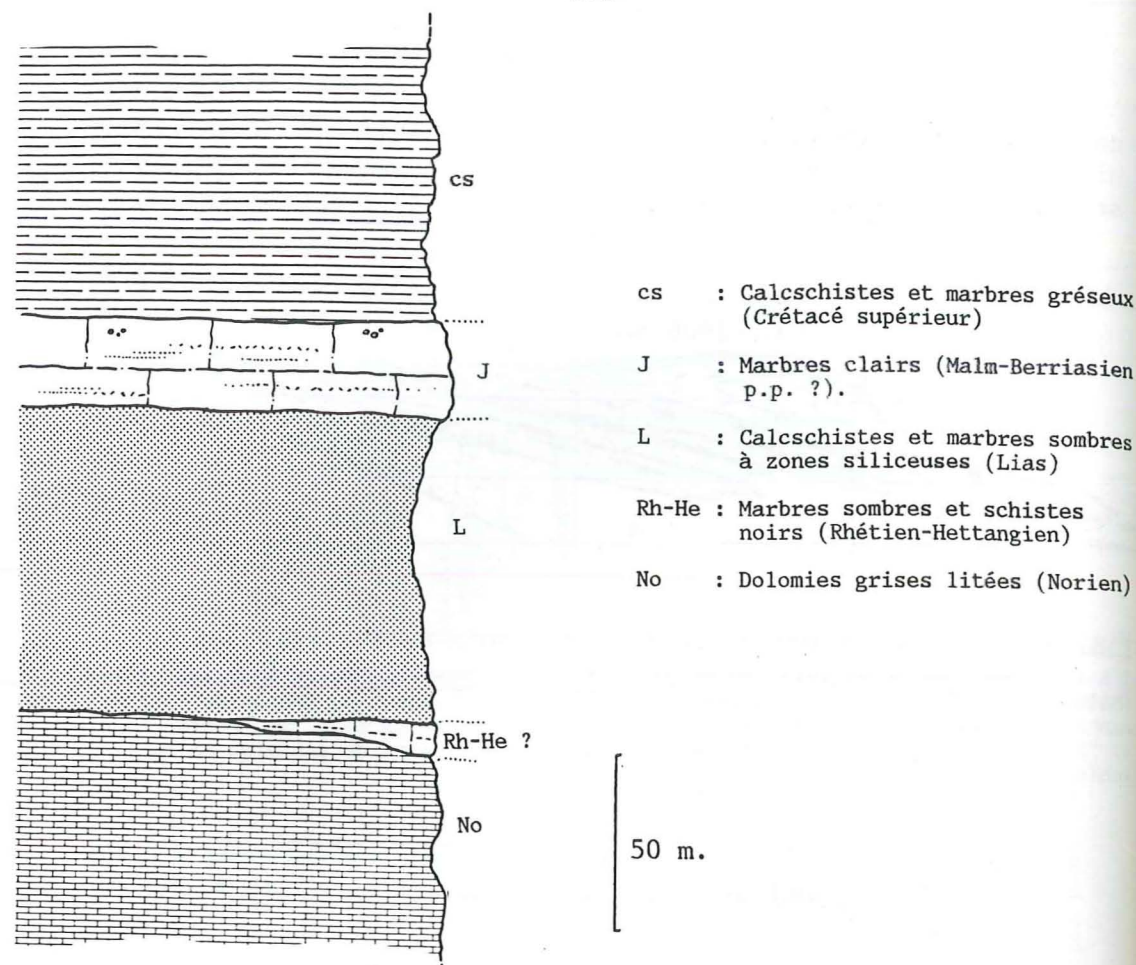 cs
J
L
Rh-He ?
No
50 m.
cs : Calcschistes et marbres gréseux
(Crétacé supérieur)
J : Marbres clairs (Malm-Berriasien
p.p. ?).
L : Calcschistes et marbres sombres
à zones siliceuses (Lias)
Rh-He : Marbres sombres et schistes
noirs (Rhétien-Hettangien)
No : Dolomies grises litées (Norien)